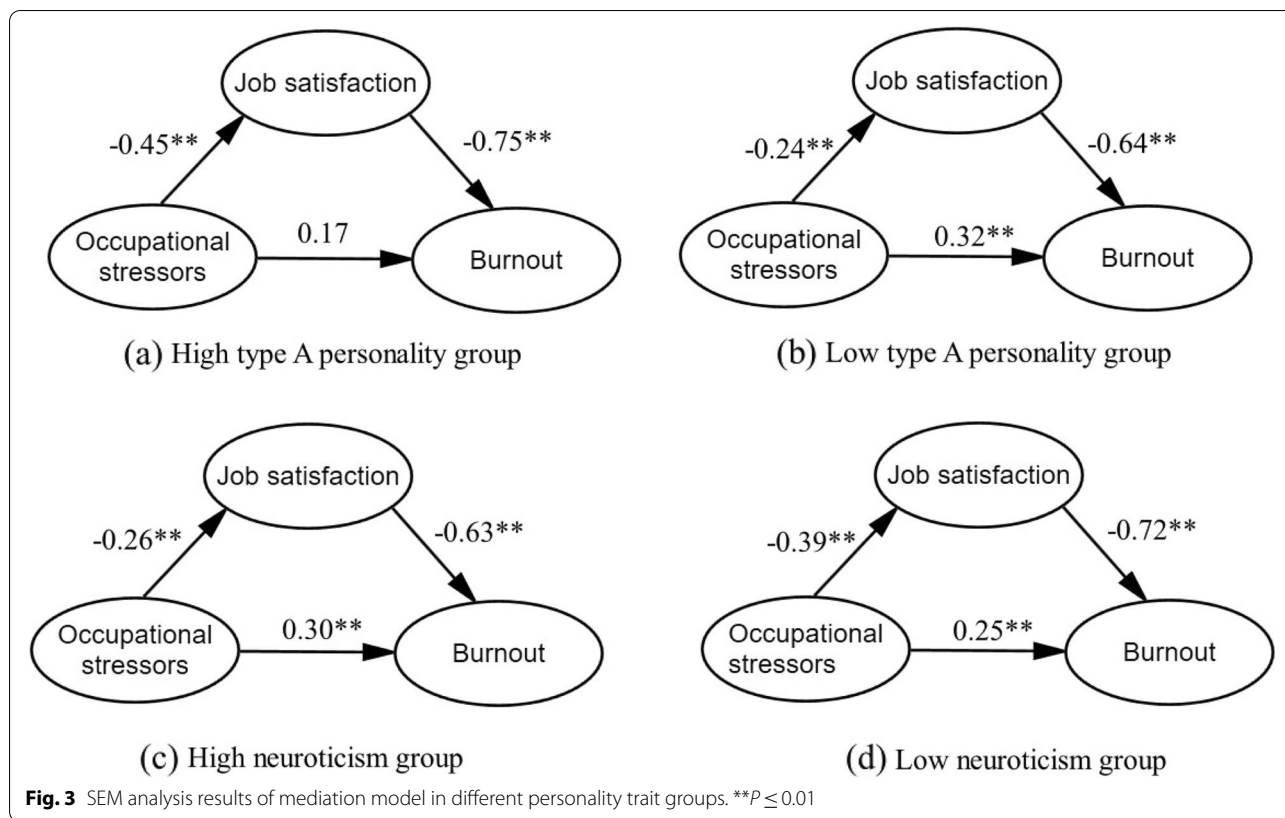 Job satisfaction
-0.45**
-0.75**
Occupational
stressors
0.17
Burnout
(a) High type A personality group
Job satisfaction
-0.24**
-0.64**
Occupational
stressors
0.32**
Burnout
(b) Low type A personality group
Job satisfaction
-0.26**
-0.63**
Occupational
stressors
0.30**
Burnout
(c) High neuroticism group
Job satisfaction
-0.39**
-0.72**
Occupational
stressors
0.25**
Burnout
(d) Low neuroticism group
Fig. 3 SEM analysis results of mediation model in different personality trait groups. **P ≤ 0.01